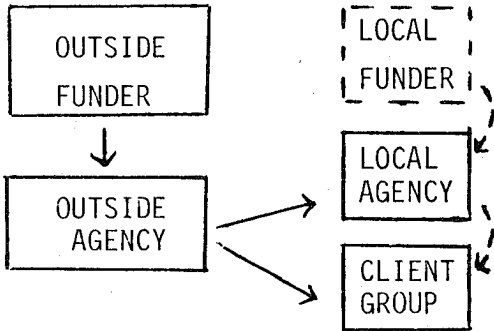 OUTSIDE
FUNDER
LOCAL
FUNDER
OUTSIDE
AGENCY
LOCAL
AGENCY
CLIENT
GROUP